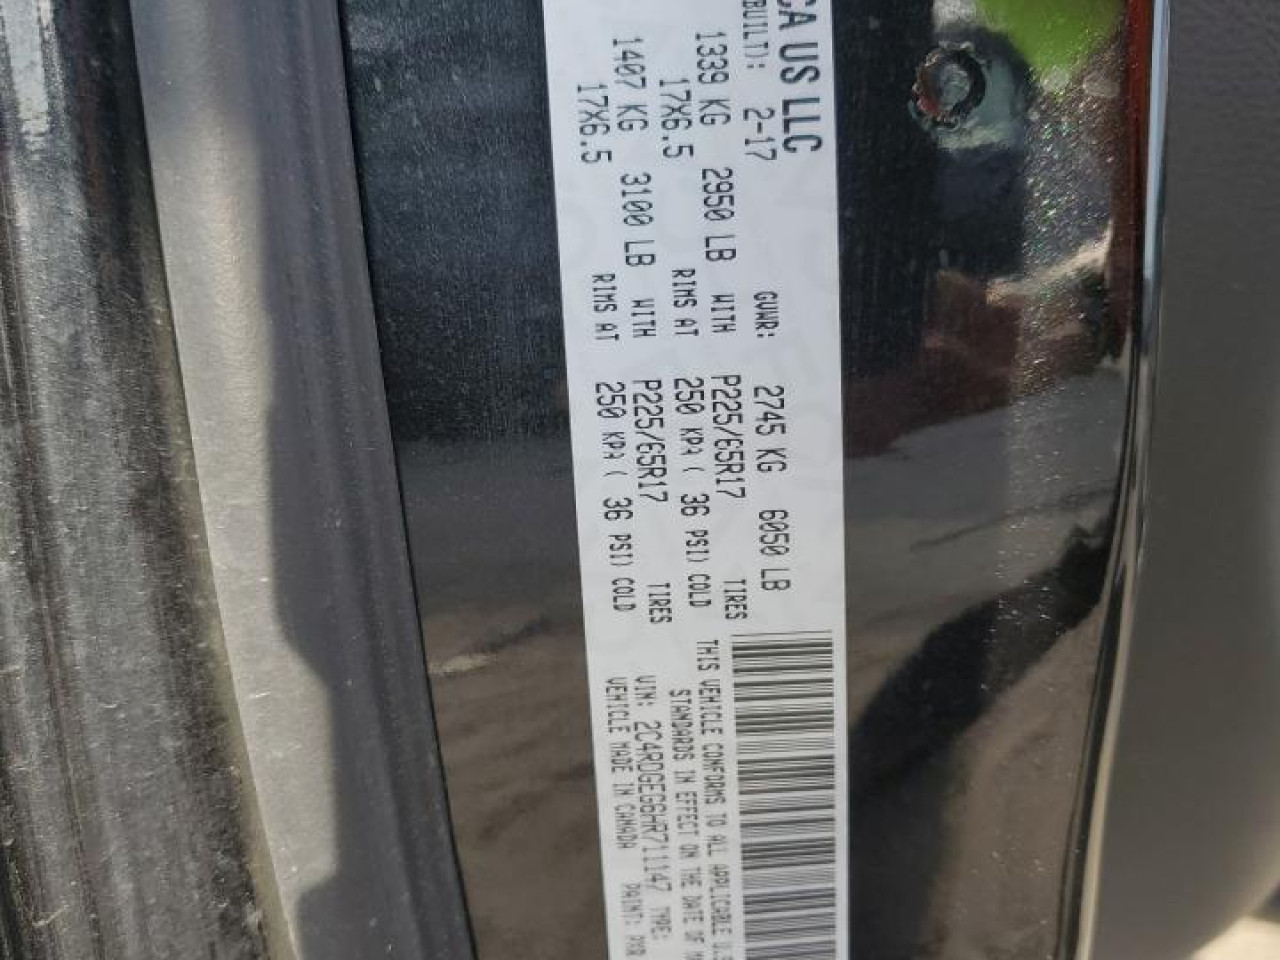 CA US LLC
BUILT): 2-17 GVWR: 2745 KG 6050 LB
1339 KG 2950 LB WITH P225/65R17 TIRES
17X6.5 RIMS AT 250 KPA ( 36 PSI) COLD
1407 KG 3100 LB WITH P225/65R17 TIRES
17X6.5 RIMS AT 250 KPA ( 36 PSI) COLD
THIS VEHICLE CONFORMS TO ALL APPLICABLE U.S
STANDARDS IN EFFECT ON THE DATE OF
VIN: 2C4RDGEG6HR711147 TYPE:
VEHICLE MADE IN CANADA PAINT: PXR